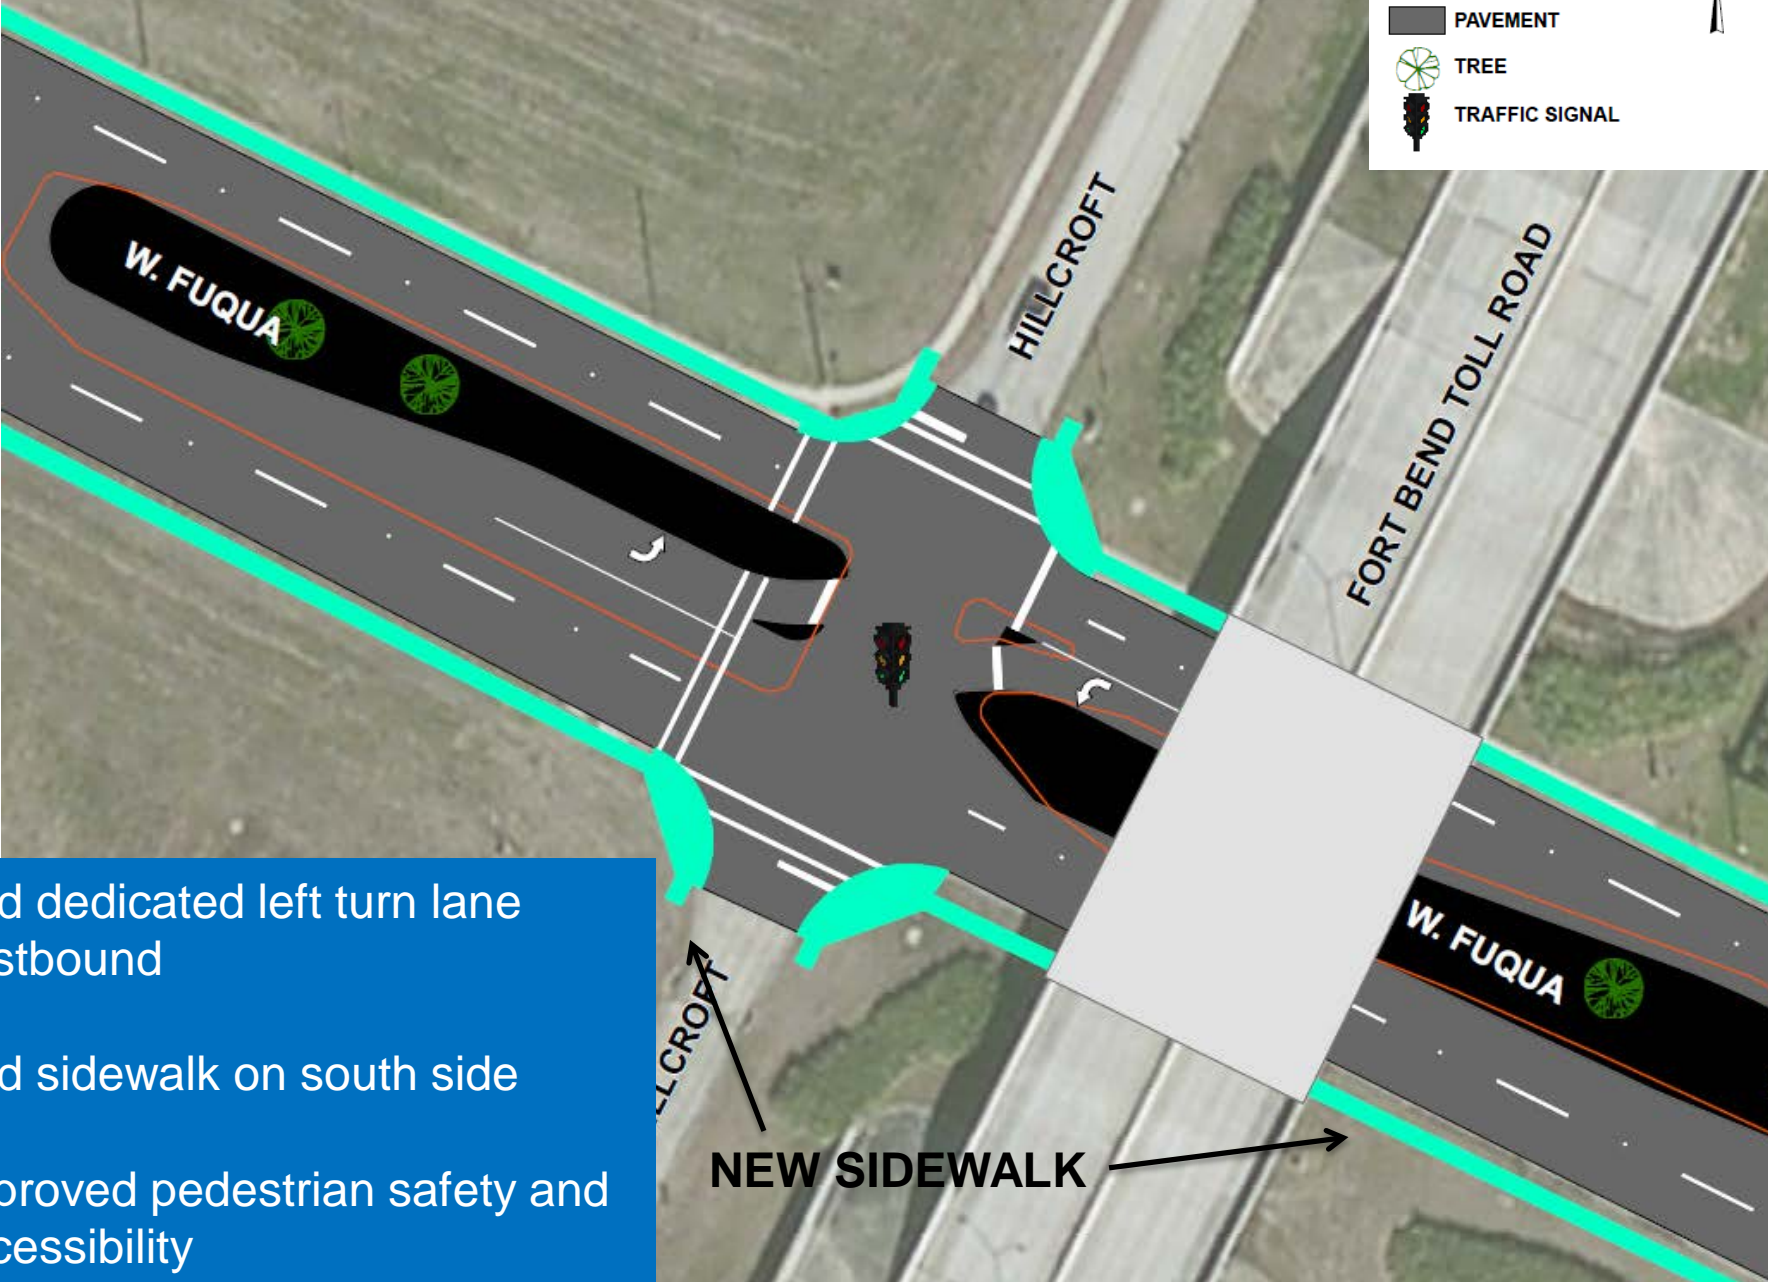 PAVEMENT
TREE
TRAFFIC SIGNAL
HILLCROFT
FORT BEND TOLL ROAD
W. FUQUA
W. FUQUA
LLCROFT
NEW SIDEWALK
d dedicated left turn lane
stbound
d sidewalk on south side
proved pedestrian safety and
cessibility